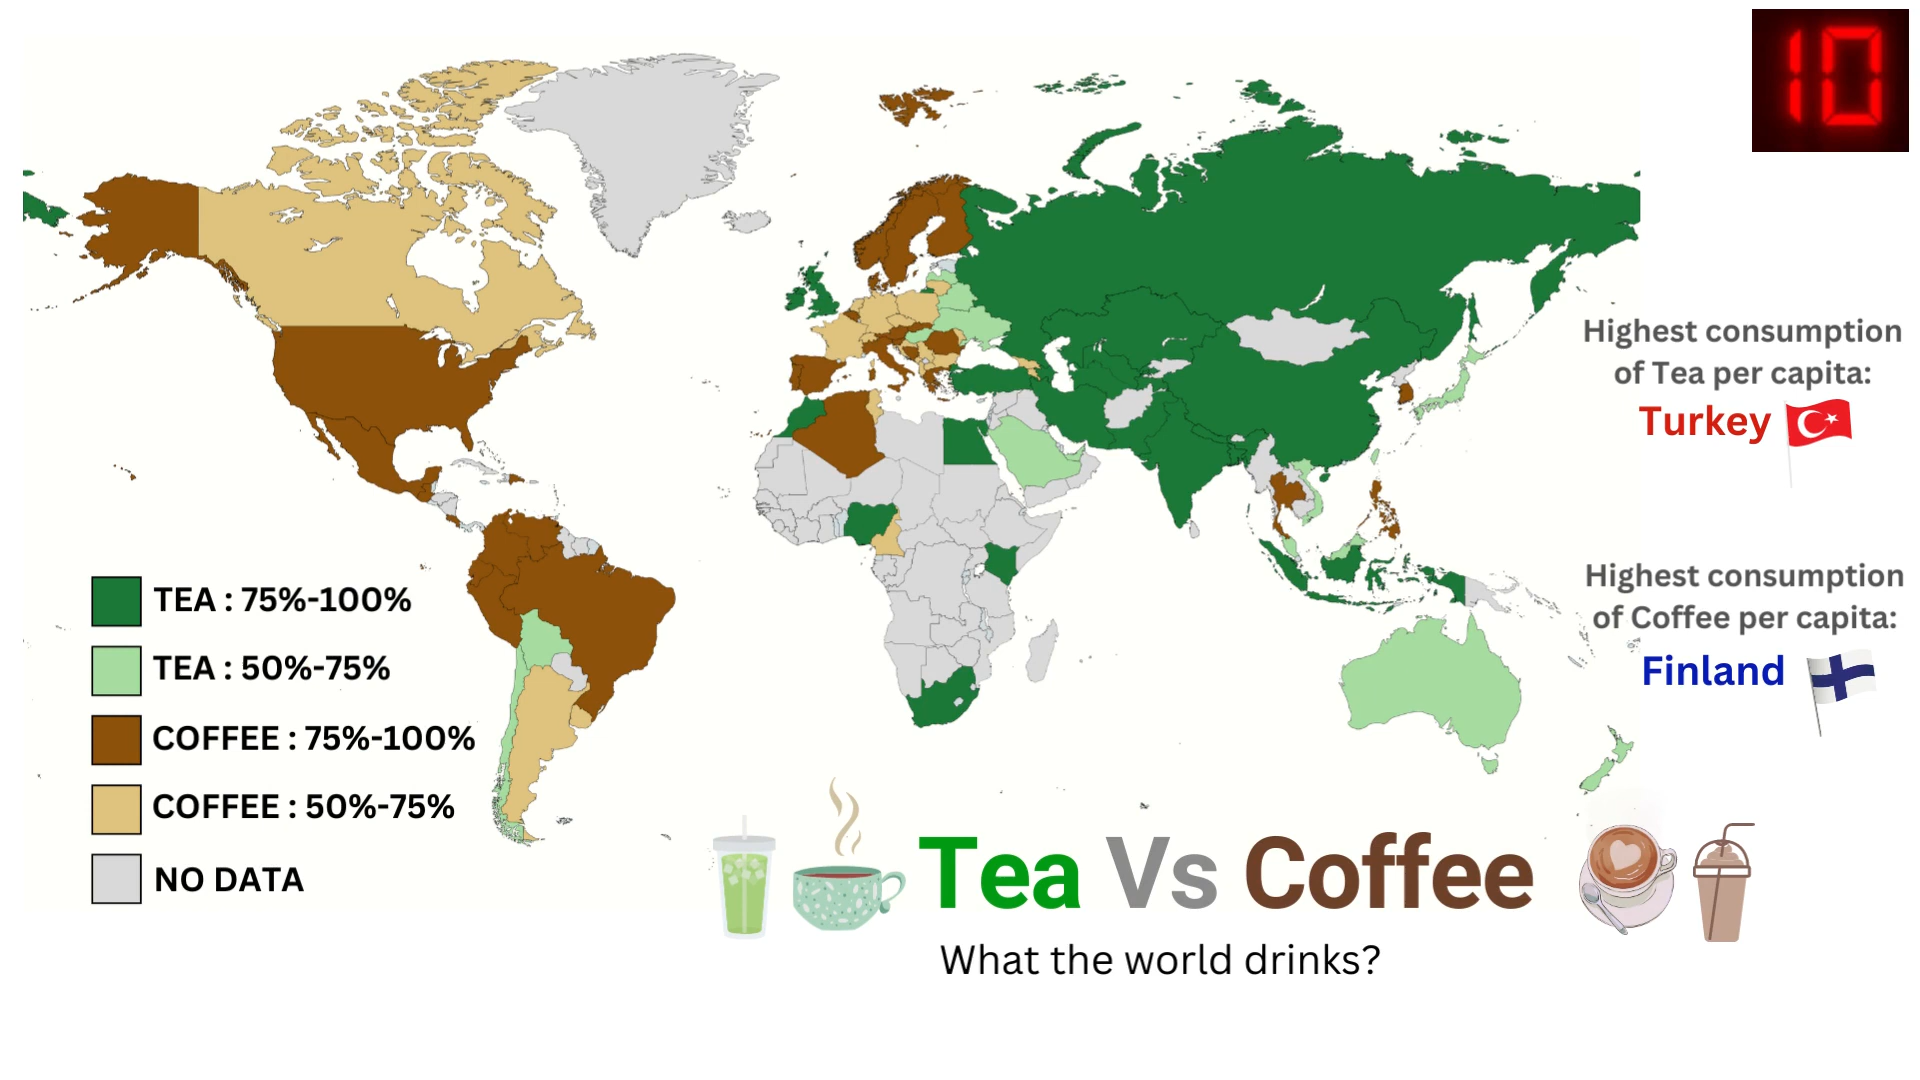 10
Highest consumption
of Tea per capita:
Turkey
Highest consumption
of Coffee per capita:
Finland
TEA : 75%-100%
TEA : 50%-75%
COFFEE : 75%-100%
COFFEE : 50%-75%
NO DATA
Tea Vs Coffee
What the world drinks?